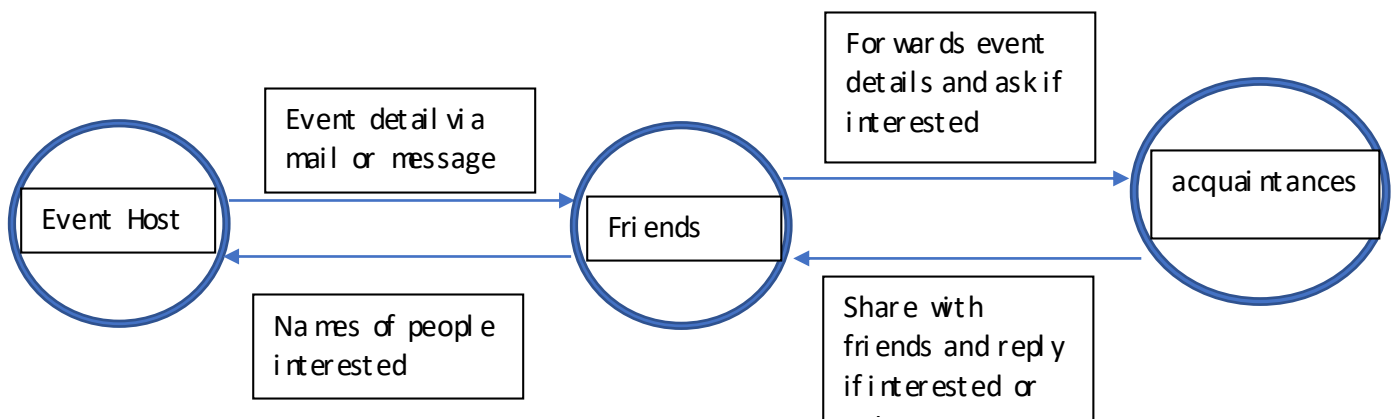 Forwards event
details and ask if
interested
Event detail via
mail or message
acquaintances
Event Host
Friends
Names of people
interested
Share with
friends and reply
if interested or